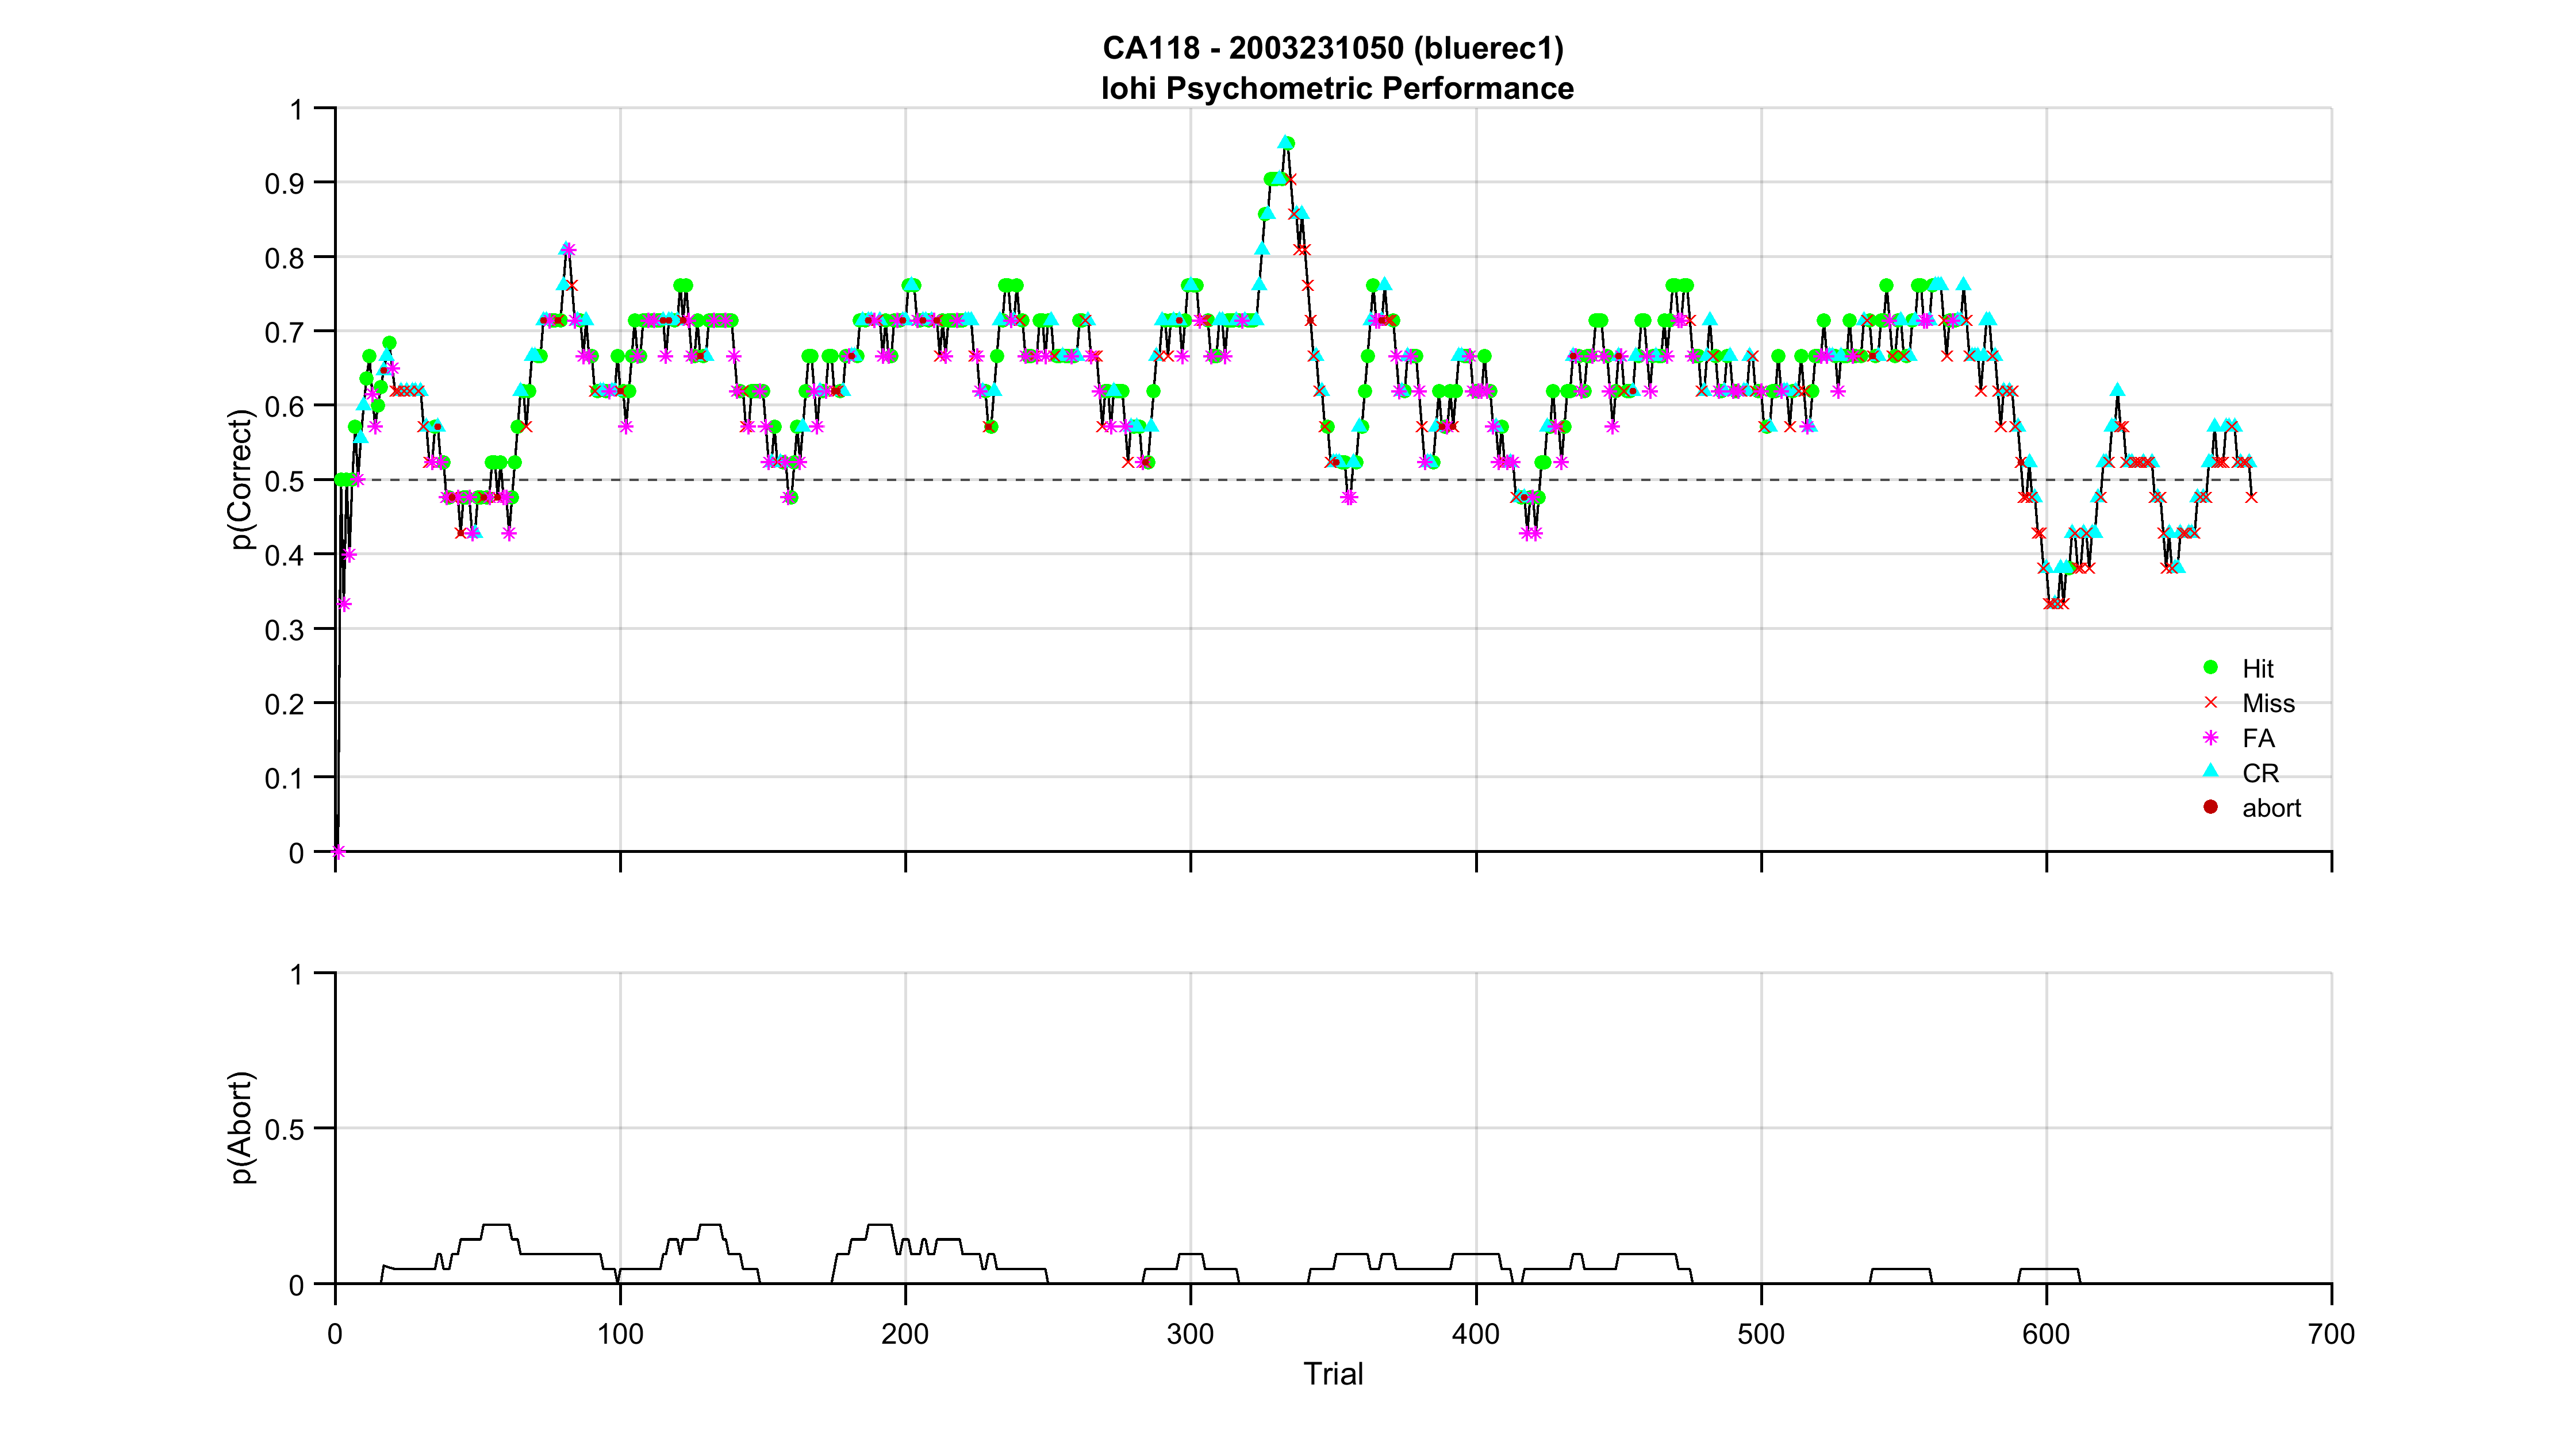 CA118 - 2003231050 (bluerec1)
lohi Psychometric Performance
p(Correct)
1
0.9
0.8
0.7
0.6
0.5
0.4
0.3
0.2
0.1
0
Hit
Miss
FA
CR
abort
p(Abort)
1
0.5
0
0 100 200 300 400 500 600 700
Trial